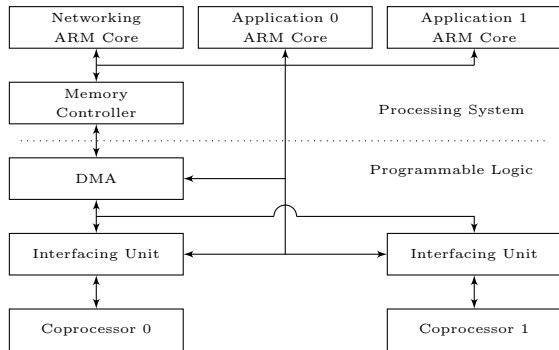 Networking
ARM Core
Application 0
ARM Core
Application 1
ARM Core
Memory
Controller
Processing System
Programmable Logic
DMA
Interfacing Unit
Interfacing Unit
Coprocessor 0
Coprocessor 1